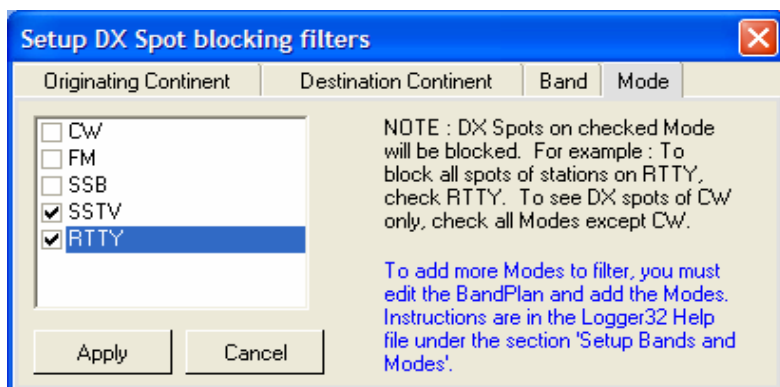 Setup DX Spot blocking filters
Originating Continent
Destination Continent
Band
Mode
CW
FM
SSB
SSTV
RTTY
NOTE : DX Spots on checked Mode
will be blocked. For example : To
block all spots of stations on RTTY,
check RTTY. To see DX spots of CW
only, check all Modes except CW.
To add more Modes to filter, you must
edit the BandPlan and add the Modes.
Instructions are in the Logger32 Help
file under the section 'Setup Bands and
Modes'.
Apply
Cancel